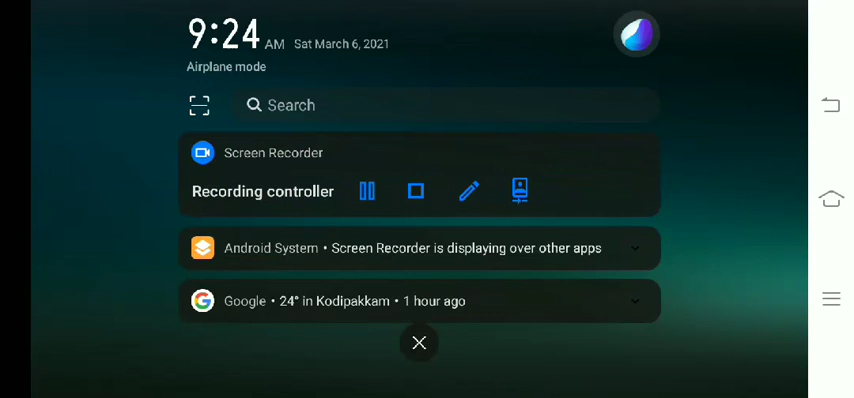 9:24 AM Sat March 6, 2021
Airplane mode
Search
Screen Recorder
Recording controller
Android System • Screen Recorder is displaying over other apps
Google • 24° in Kodipakkam • 1 hour ago